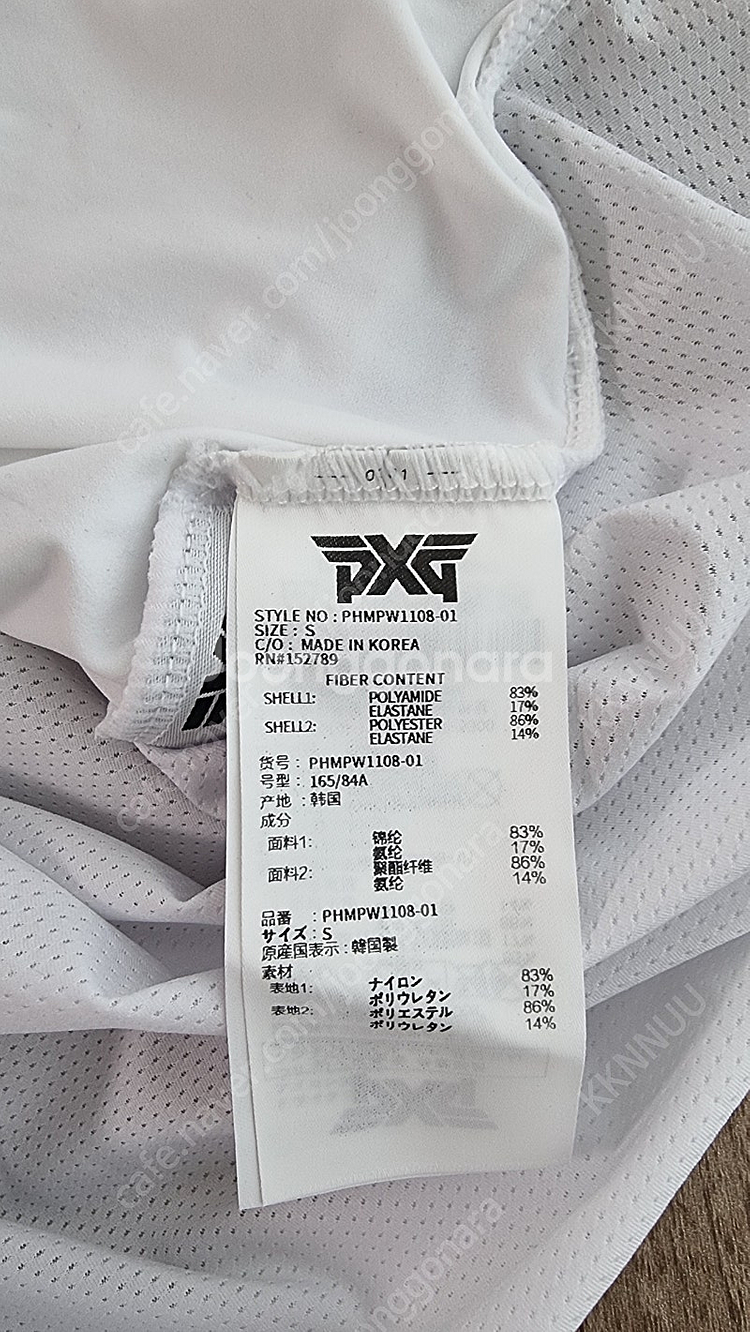 PXG
STYLE NO : PHMPW1108-01
SIZE : S
C/O : MADE IN KOREA
RN#152789
FIBER CONTENT
SHELL1: POLYAMIDE 83%
ELASTANE 17%
SHELL2: POLYESTER 86%
ELASTANE 14%
货号 : PHMPW1108-01
号型 : 165/84A
产地 : 韩国
成分
面料1: 锦纶 83%
氨纶 17%
面料2: 聚酯纤维 86%
氨纶 14%
品番 : PHMPW1108-01
サイズ : S
原産国表示 : 韓国製
素材
表地1: ナイロン 83%
ポリウレタン 17%
表地2: ポリエステル 86%
ポリウレタン 14%
cafe.naver.com/joonggonara
Joonggonara
KKNNUU